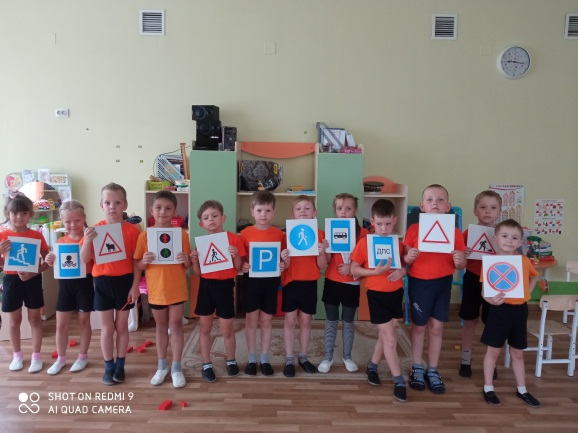 P
ДПС
SHOT ON REDMI 9
AI QUAD CAMERA